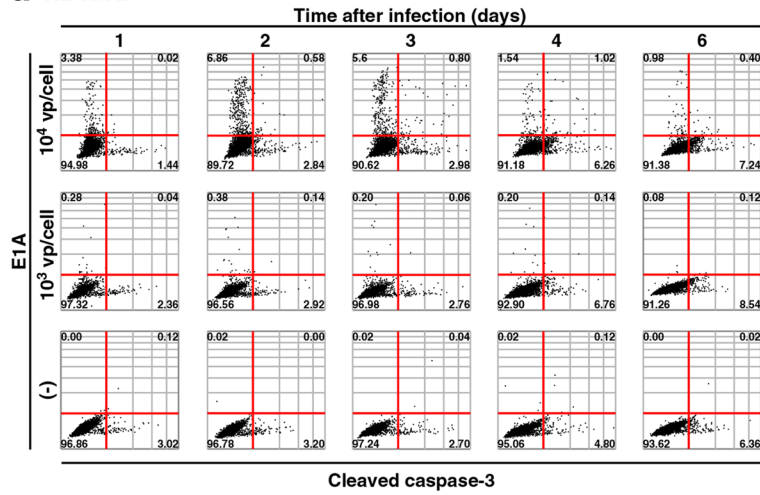 Time after infection (days)
1 2 3 4 6
E1A
10⁴ vp/cell
3.38 0.02 6.86 0.58 5.6 0.80 1.54 1.02 0.98 0.40
94.98 1.44 89.72 2.84 90.62 2.98 91.18 6.26 91.38 7.24
10³ vp/cell
0.28 0.04 0.38 0.14 0.20 0.06 0.20 0.14 0.08 0.12
97.32 2.36 96.56 2.92 96.98 2.76 92.90 6.76 91.26 8.54
(-)
0.00 0.12 0.02 0.00 0.02 0.04 0.02 0.12 0.00 0.02
96.86 3.02 96.78 3.20 97.24 2.70 95.06 4.80 93.62 6.36
Cleaved caspase-3